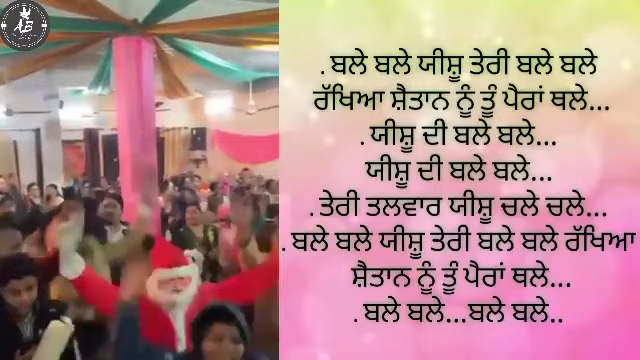 . ਬਲੇ ਬਲੇ ਯੀਸ਼ੂ ਤੇਰੀ ਬਲੇ ਬਲੇ
ਰੱਖਿਆ ਸ਼ੈਤਾਨ ਨੂੰ ਤੂੰ ਪੈਰਾਂ ਥਲੇ...
. ਯੀਸ਼ੂ ਦੀ ਬਲੇ ਬਲੇ...
ਯੀਸ਼ੂ ਦੀ ਬਲੇ ਬਲੇ...
. ਤੇਰੀ ਤਲਵਾਰ ਯੀਸ਼ੂ ਚਲੇ ਚਲੇ...
. ਬਲੇ ਬਲੇ ਯੀਸ਼ੂ ਤੇਰੀ ਬਲੇ ਬਲੇ ਰੱਖਿਆ
ਸ਼ੈਤਾਨ ਨੂੰ ਤੂੰ ਪੈਰਾਂ ਥਲੇ...
. ਬਲੇ ਬਲੇ...ਬਲੇ ਬਲੇ..